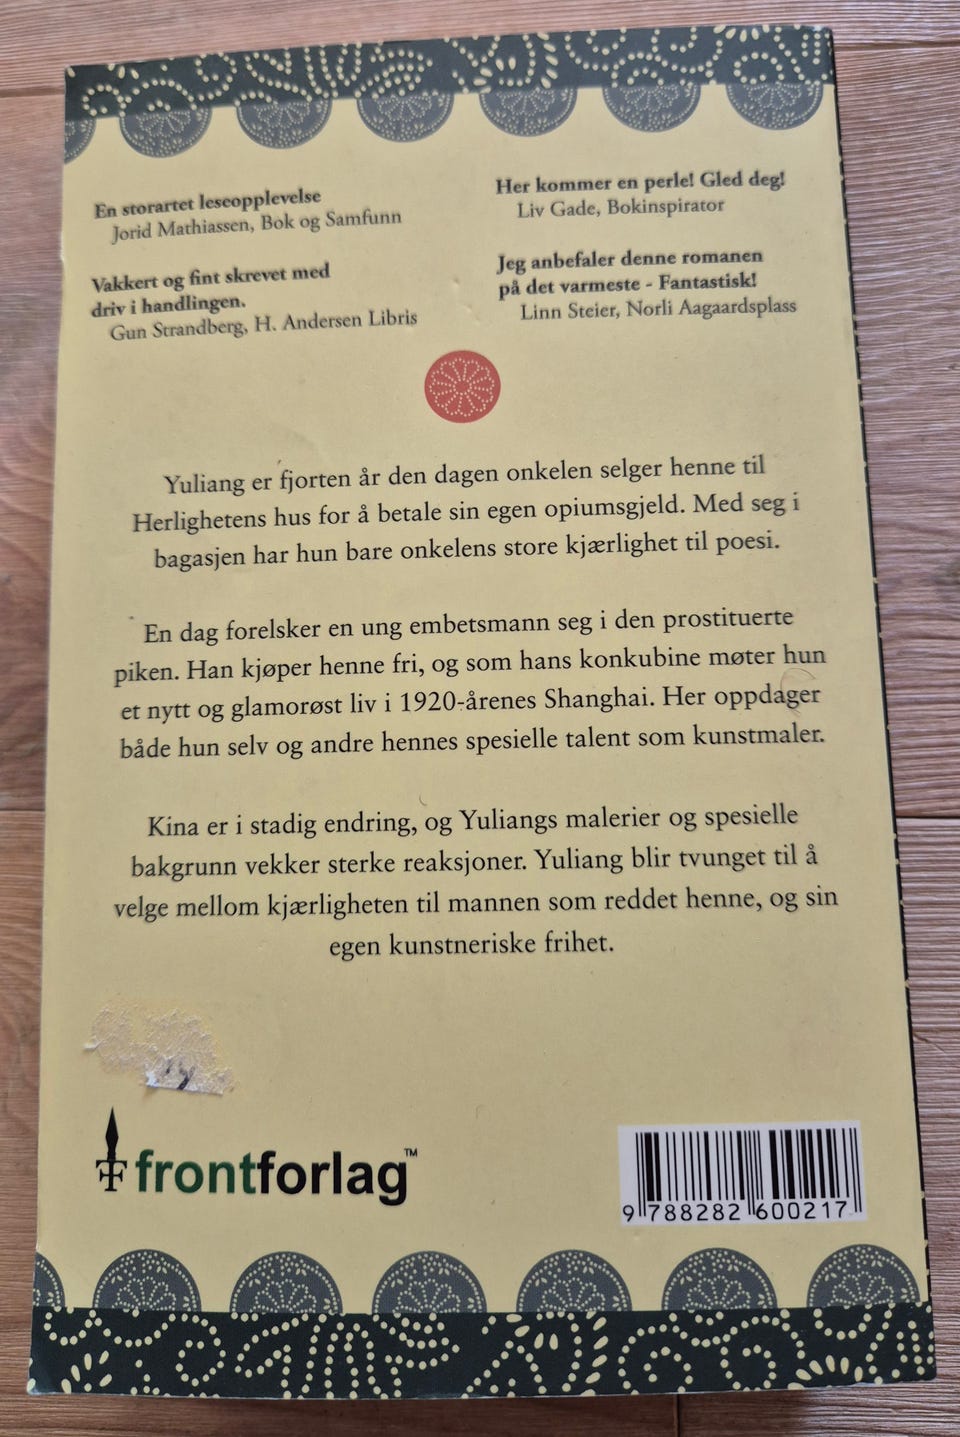 En storartet leseopplevelse
Jorid Mathiassen, Bok og Samfunn
Vakkert og fint skrevet med
driv i handlingen.
Gun Strandberg, H. Andersen Libris
Her kommer en perle! Gled deg!
Liv Gade, Bokinspirator
Jeg anbefaler denne romanen
på det varmeste - Fantastisk!
Linn Steier, Norli Aagaardsplass
Yuliang er fjorten år den dagen onkelen selger henne til
Herlighetens hus for å betale sin egen opiumsgjeld. Med seg i
bagasjen har hun bare onkelens store kjærlighet til poesi.
En dag forelsker en ung embetsmann seg i den prostituerte
piken. Han kjøper henne fri, og som hans konkubine møter hun
et nytt og glamorøst liv i 1920-årenes Shanghai. Her oppdager
både hun selv og andre hennes spesielle talent som kunstmaler.
Kina er i stadig endring, og Yuliangs malerier og spesielle
bakgrunn vekker sterke reaksjoner. Yuliang blir tvunget til å
velge mellom kjærligheten til mannen som reddet henne, og sin
egen kunstneriske frihet.
frontforlag™
9 788282 600217